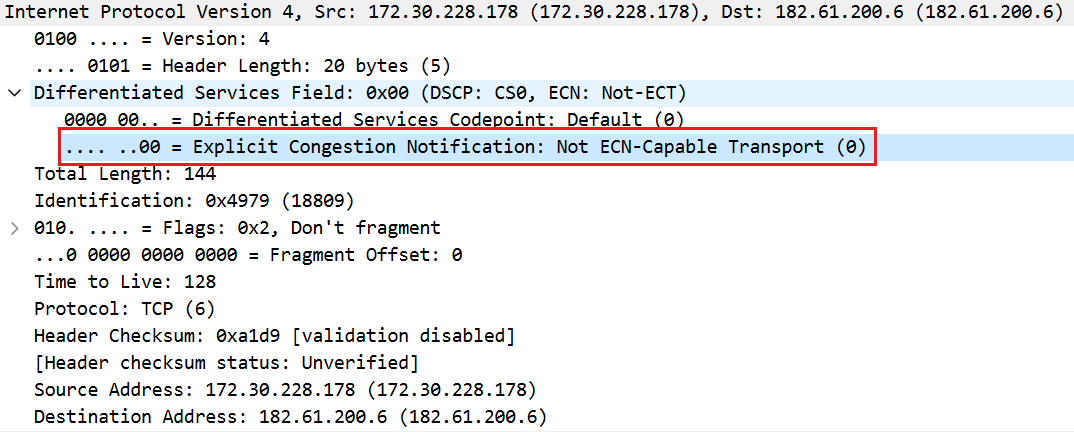 Internet Protocol Version 4, Src: 172.30.228.178 (172.30.228.178), Dst: 182.61.200.6 (182.61.200.6)
0100 .... = Version: 4
.... 0101 = Header Length: 20 bytes (5)
Differentiated Services Field: 0x00 (DSCP: CS0, ECN: Not-ECT)
0000 00.. = Differentiated Services Codepoint: Default (0)
.... ..00 = Explicit Congestion Notification: Not ECN-Capable Transport (0)
Total Length: 144
Identification: 0x4979 (18809)
010. .... = Flags: 0x2, Don't fragment
...0 0000 0000 0000 = Fragment Offset: 0
Time to Live: 128
Protocol: TCP (6)
Header Checksum: 0xa1d9 [validation disabled]
[Header checksum status: Unverified]
Source Address: 172.30.228.178 (172.30.228.178)
Destination Address: 182.61.200.6 (182.61.200.6)